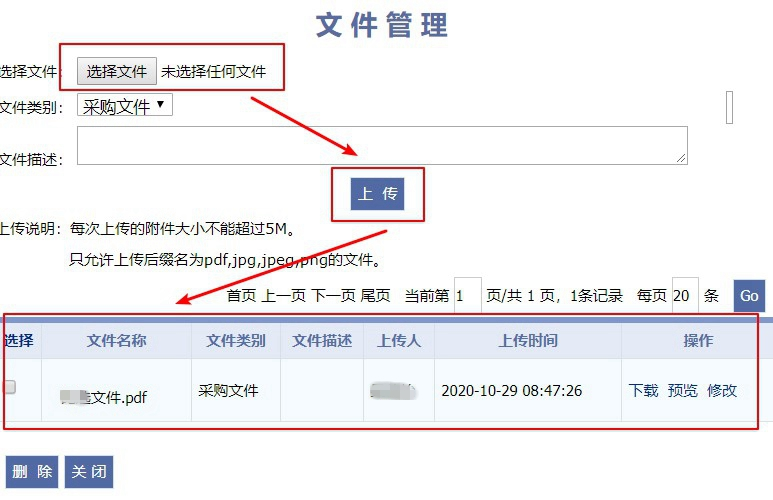 文件管理
选择文件: 选择文件 未选择任何文件
文件类别: 采购文件
文件描述:
上 传
上传说明: 每次上传的附件大小不能超过5M。
只允许上传后缀名为pdf,jpg,jpeg,png的文件。
首页 上一页 下一页 尾页 当前第 1 页/共 1 页，1条记录 每页 20 条 Go
选择 文件名称 文件类别 文件描述 上传人 上传时间 操作
文件.pdf 采购文件 2020-10-29 08:47:26 下载 预览 修改
删 除 关 闭